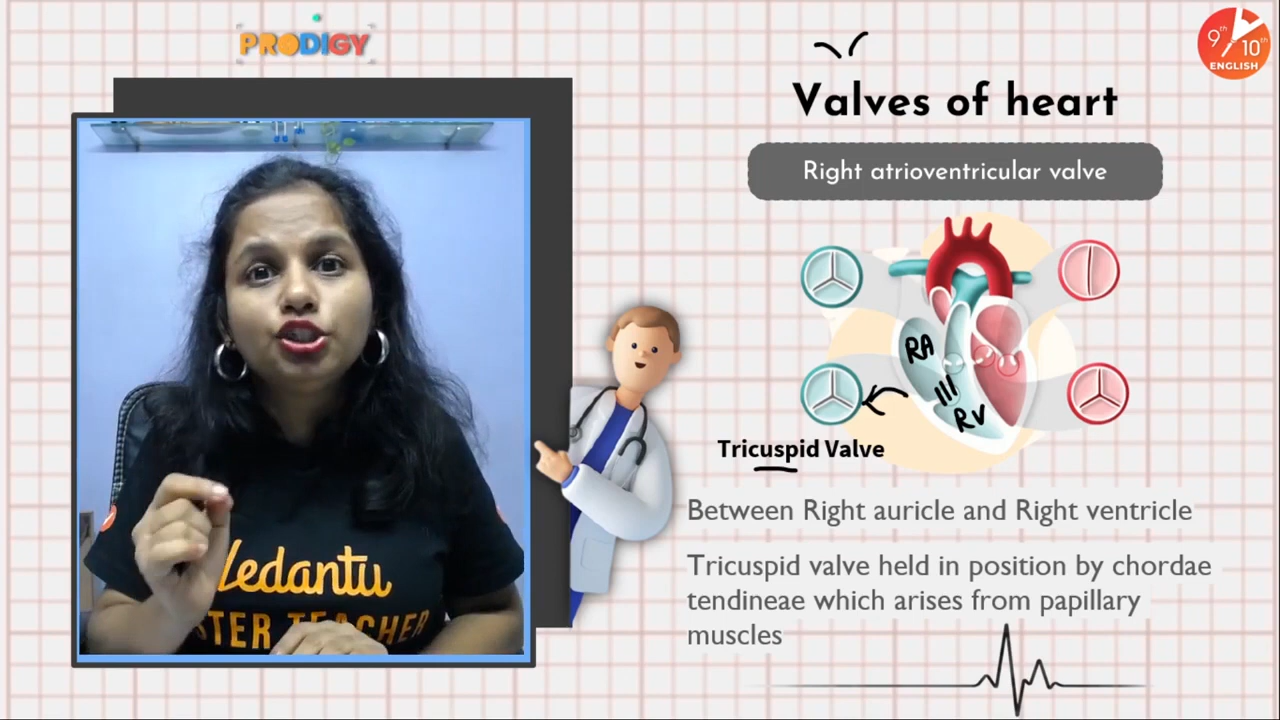 PRODIGY
9th
10th
ENGLISH
Valves of heart
Right atrioventricular valve
RA
RV
Tricuspid Valve
Between Right auricle and Right ventricle
Tricuspid valve held in position by chordae
tendineae which arises from papillary
muscles
Vedantu
STER TEACHER